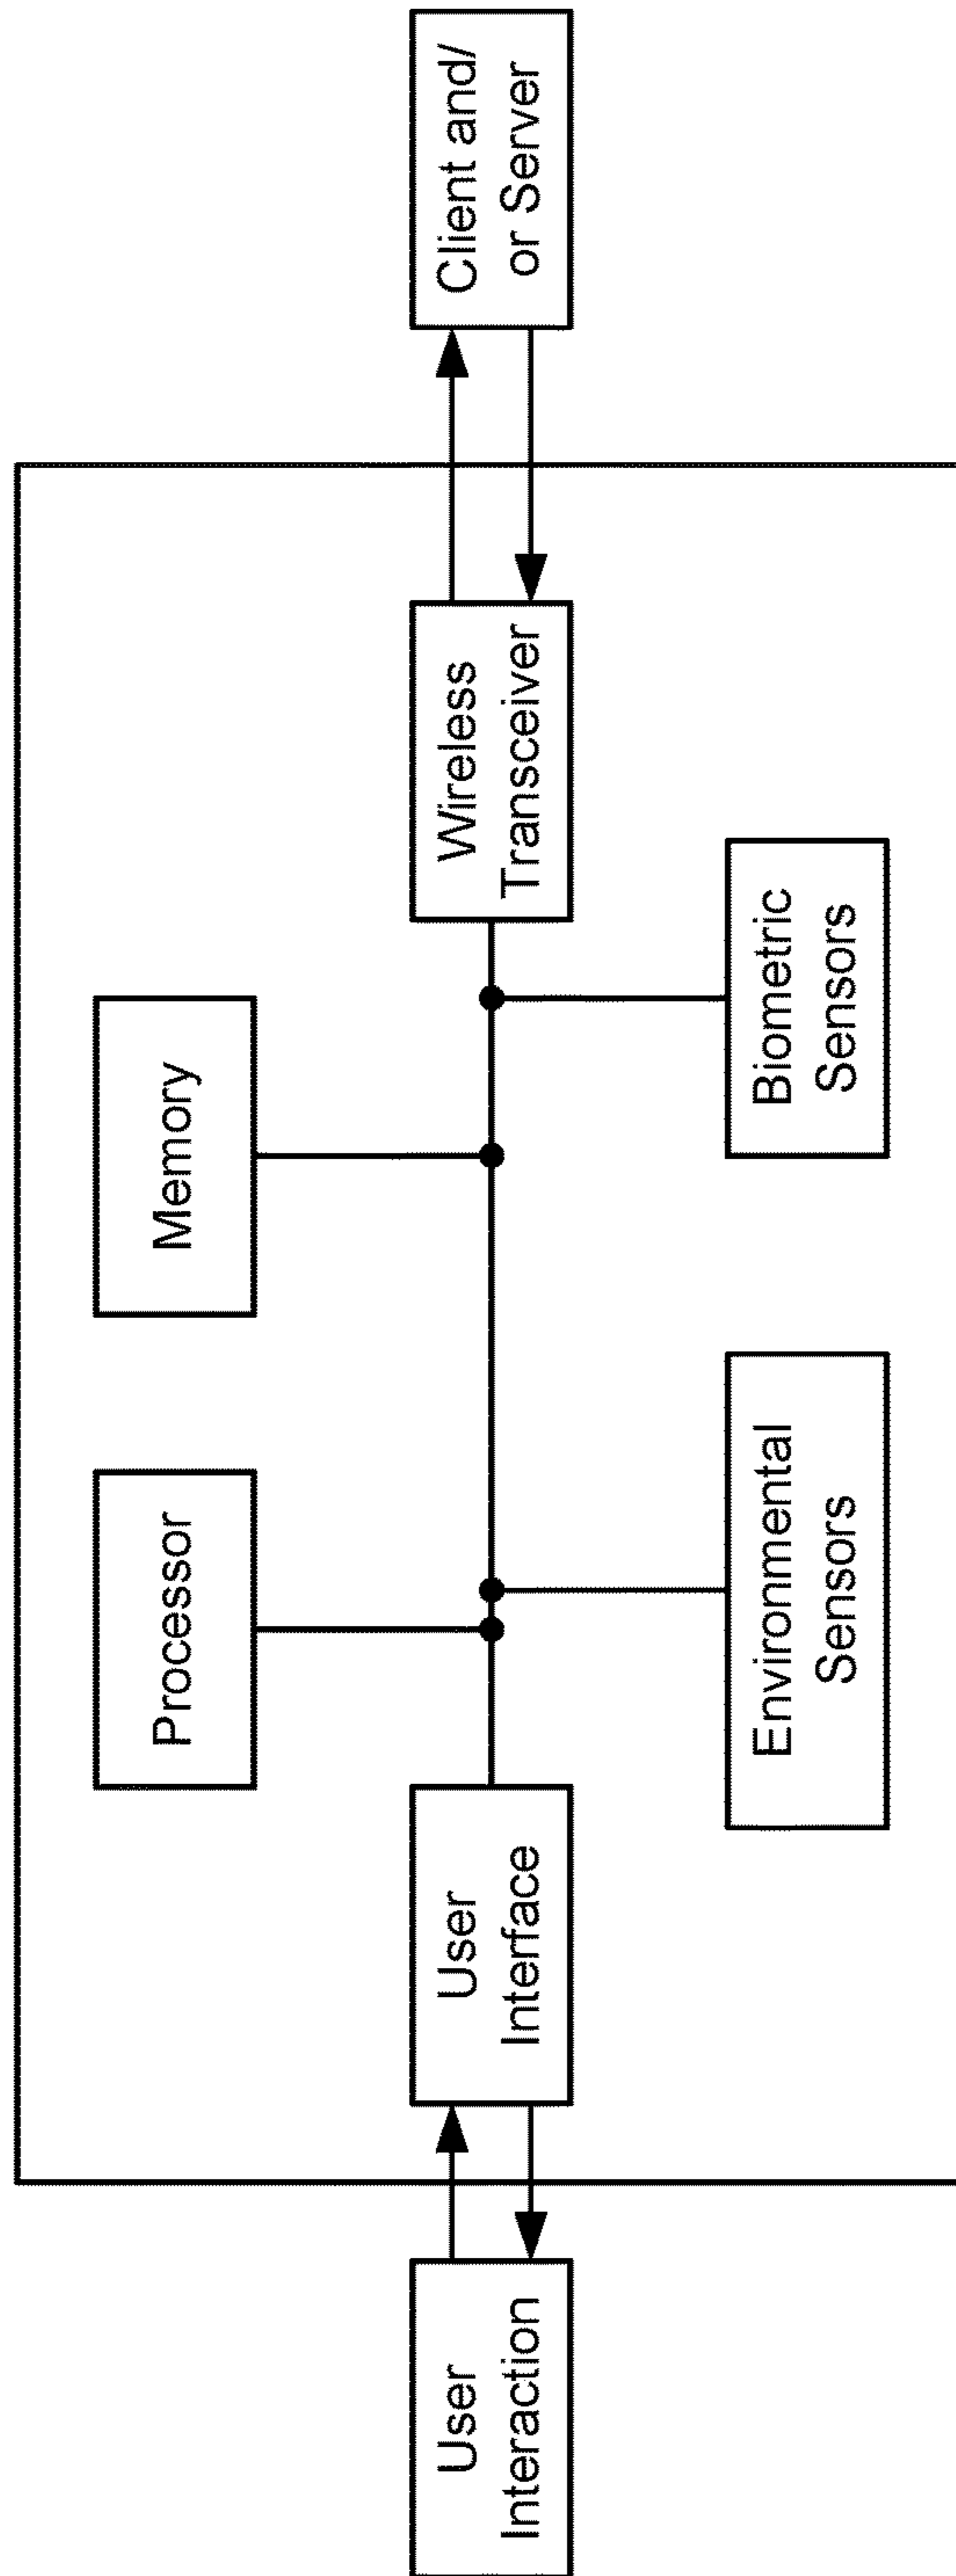 Processor
Memory
User
Interaction
User
Interface
Wireless
Transceiver
Client and/
or Server
Environmental
Sensors
Biometric
Sensors